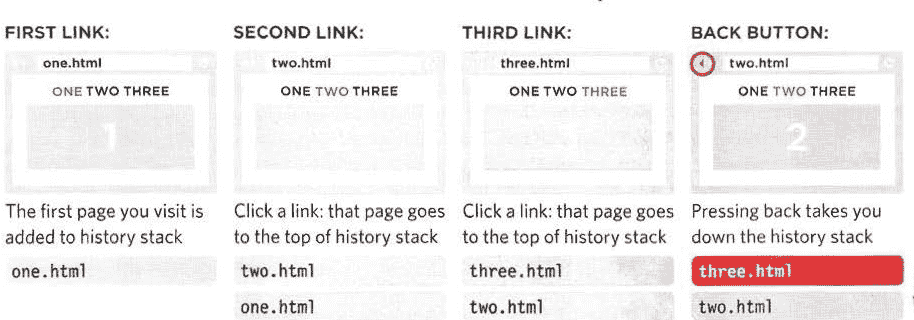 FIRST LINK:
one.html
ONE TWO THREE
1
The first page you visit is
added to history stack
one.html
SECOND LINK:
two.html
ONE TWO THREE
Click a link: that page goes
to the top of history stack
two.html
one.html
THIRD LINK:
three.html
ONE TWO THREE
Click a link: that page goes
to the top of history stack
three.html
two.html
BACK BUTTON:
two.html
ONE TWO THREE
2
Pressing back takes you
down the history stack
three.html
two.html